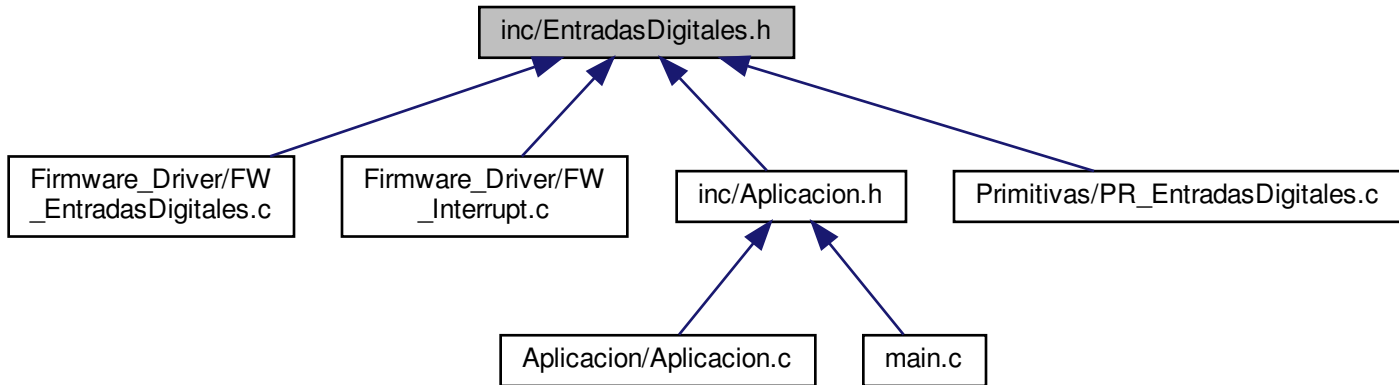 inc/EntradasDigitales.h
Firmware_Driver/FW
_EntradasDigitales.c
Firmware_Driver/FW
_Interrupt.c
inc/Aplicacion.h
Primitivas/PR_EntradasDigitales.c
Aplicacion/Aplicacion.c
main.c